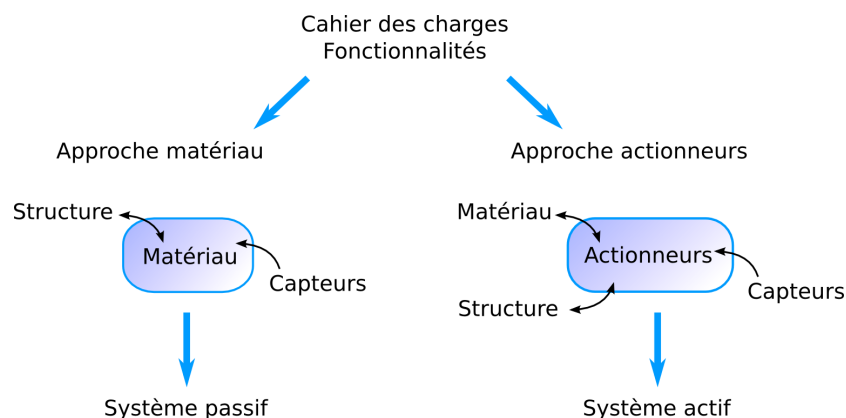 Cahier des charges
Fonctionnalités
Approche matériau
Approche actionneurs
Structure
Matériau
Capteurs
Matériau
Actionneurs
Capteurs
Structure
Système passif
Système actif